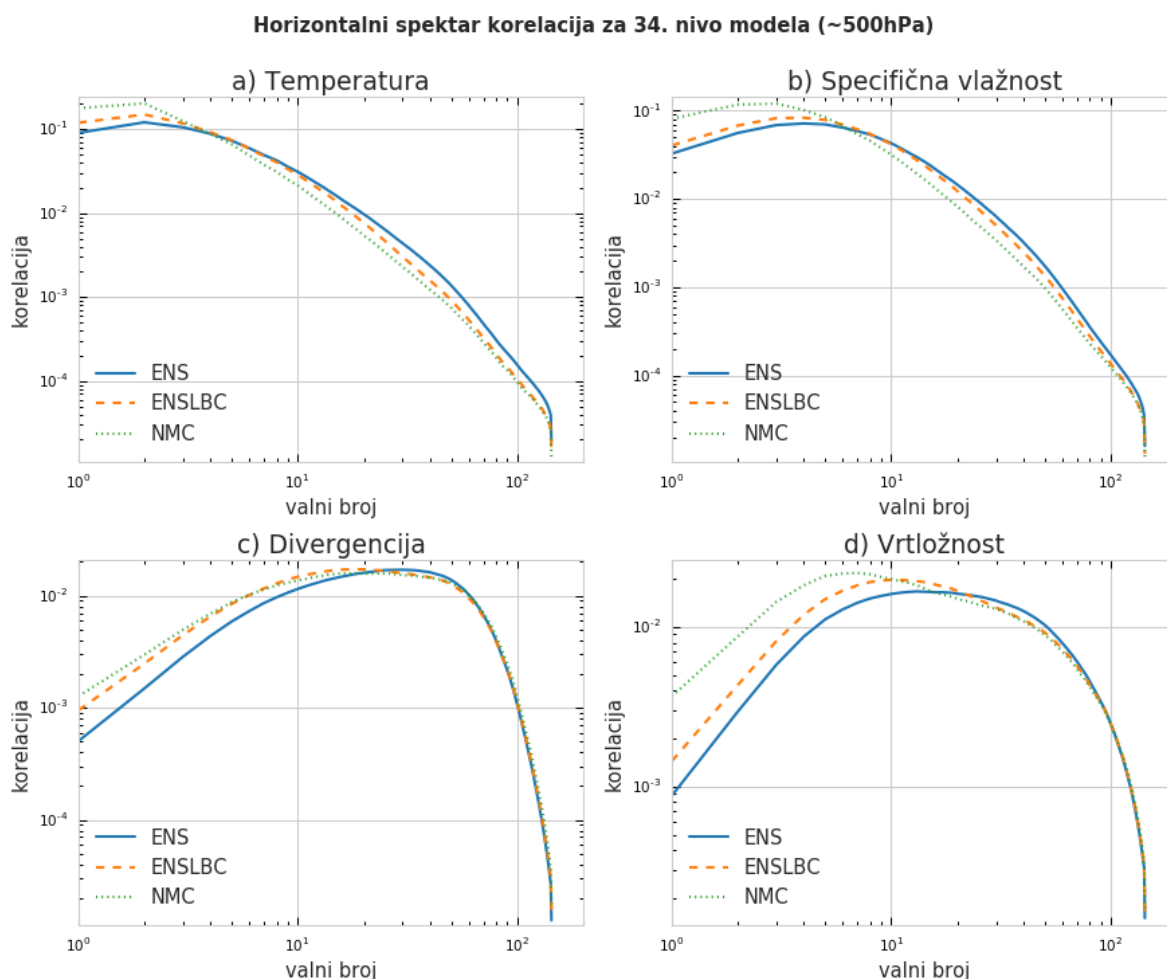 Horizontalni spektar korelacija za 34. nivo modela (~500hPa)
a) Temperatura
korelacija
10⁻¹
10⁻²
10⁻³
10⁻⁴
ENS
ENSLBC
NMC
10⁰
10¹
10²
valni broj
b) Specifična vlažnost
korelacija
10⁻¹
10⁻²
10⁻³
10⁻⁴
ENS
ENSLBC
NMC
10⁰
10¹
10²
valni broj
c) Divergencija
korelacija
10⁻²
10⁻³
10⁻⁴
ENS
ENSLBC
NMC
10⁰
10¹
10²
valni broj
d) Vrtložnost
korelacija
10⁻²
10⁻³
ENS
ENSLBC
NMC
10⁰
10¹
10²
valni broj